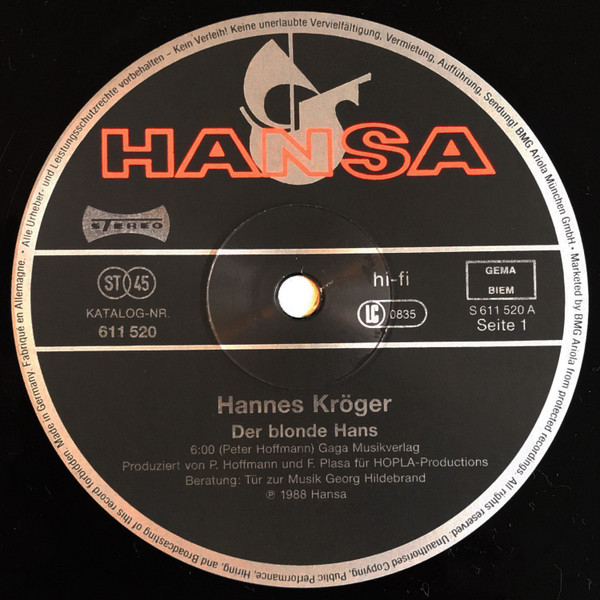 Alle Urheber- und Leistungsschutzrechte vorbehalten – Kein Verleih! Keine unerlaubte Vervielfältigung, Vermietung, Aufführung, Sendung! BMG Ariola München GmbH • Marketed by BMG Ariola from protected recordings. All rights reserved. Unauthorised Copying, Public Performance, Hiring, and Broadcasting of this record forbidden. Made in Germany. Fabriqué en Allemagne. •
HANSA
STEREO
ST 45
KATALOG-NR.
611 520
hi-fi
LC 0835
GEMA
BIEM
S 611 520 A
Seite 1
Hannes Kröger
Der blonde Hans
6:00 (Peter Hoffmann) Gaga Musikverlag
Produziert von P. Hoffmann und F. Plasa für HOPLA-Productions
Beratung: Tür zur Musik Georg Hildebrand
℗ 1988 Hansa